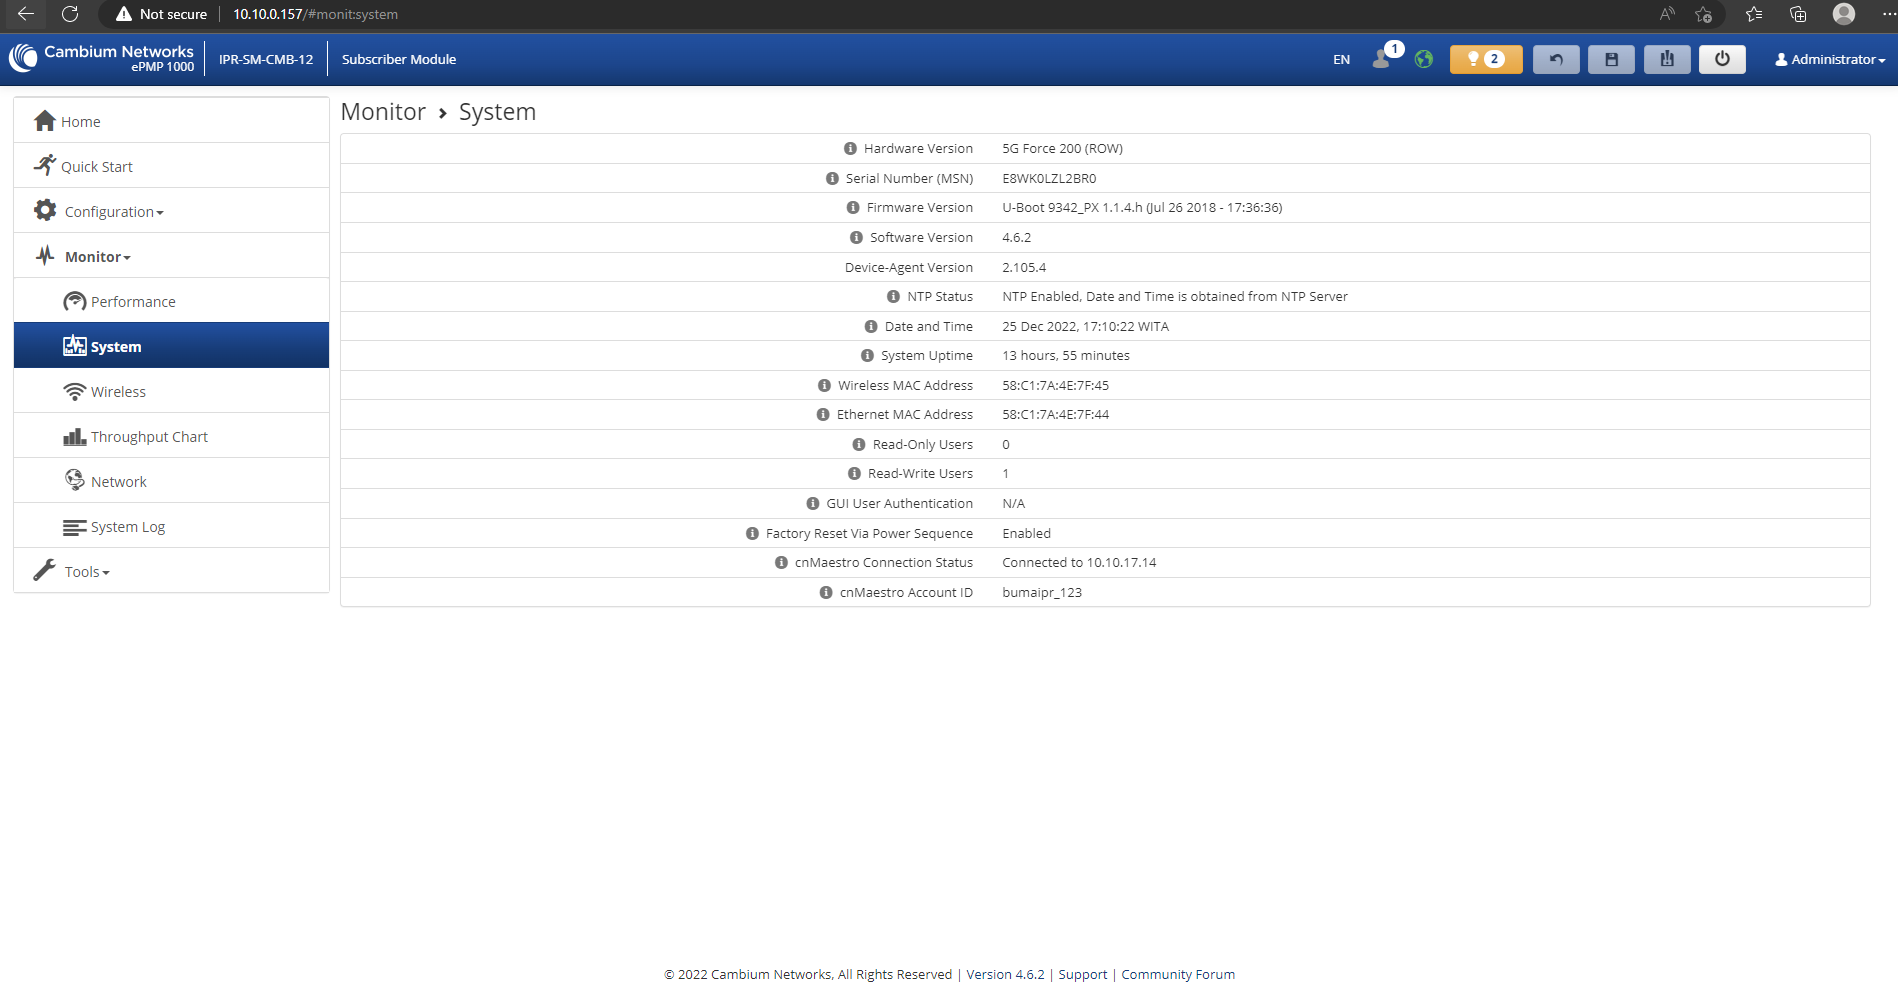 Not secure | 10.10.0.157/#monit:system
Cambium Networks
ePMP 1000
IPR-SM-CMB-12
Subscriber Module
EN
1
2
Administrator
Home
Quick Start
Configuration
Monitor
Performance
System
Wireless
Throughput Chart
Network
System Log
Tools
Monitor > System
Hardware Version 5G Force 200 (ROW)
Serial Number (MSN) E8WK0LZL2BR0
Firmware Version U-Boot 9342_PX 1.1.4.h (Jul 26 2018 - 17:36:36)
Software Version 4.6.2
Device-Agent Version 2.105.4
NTP Status NTP Enabled, Date and Time is obtained from NTP Server
Date and Time 25 Dec 2022, 17:10:22 WITA
System Uptime 13 hours, 55 minutes
Wireless MAC Address 58:C1:7A:4E:7F:45
Ethernet MAC Address 58:C1:7A:4E:7F:44
Read-Only Users 0
Read-Write Users 1
GUI User Authentication N/A
Factory Reset Via Power Sequence Enabled
cnMaestro Connection Status Connected to 10.10.17.14
cnMaestro Account ID bumaipr_123
© 2022 Cambium Networks, All Rights Reserved | Version 4.6.2 | Support | Community Forum